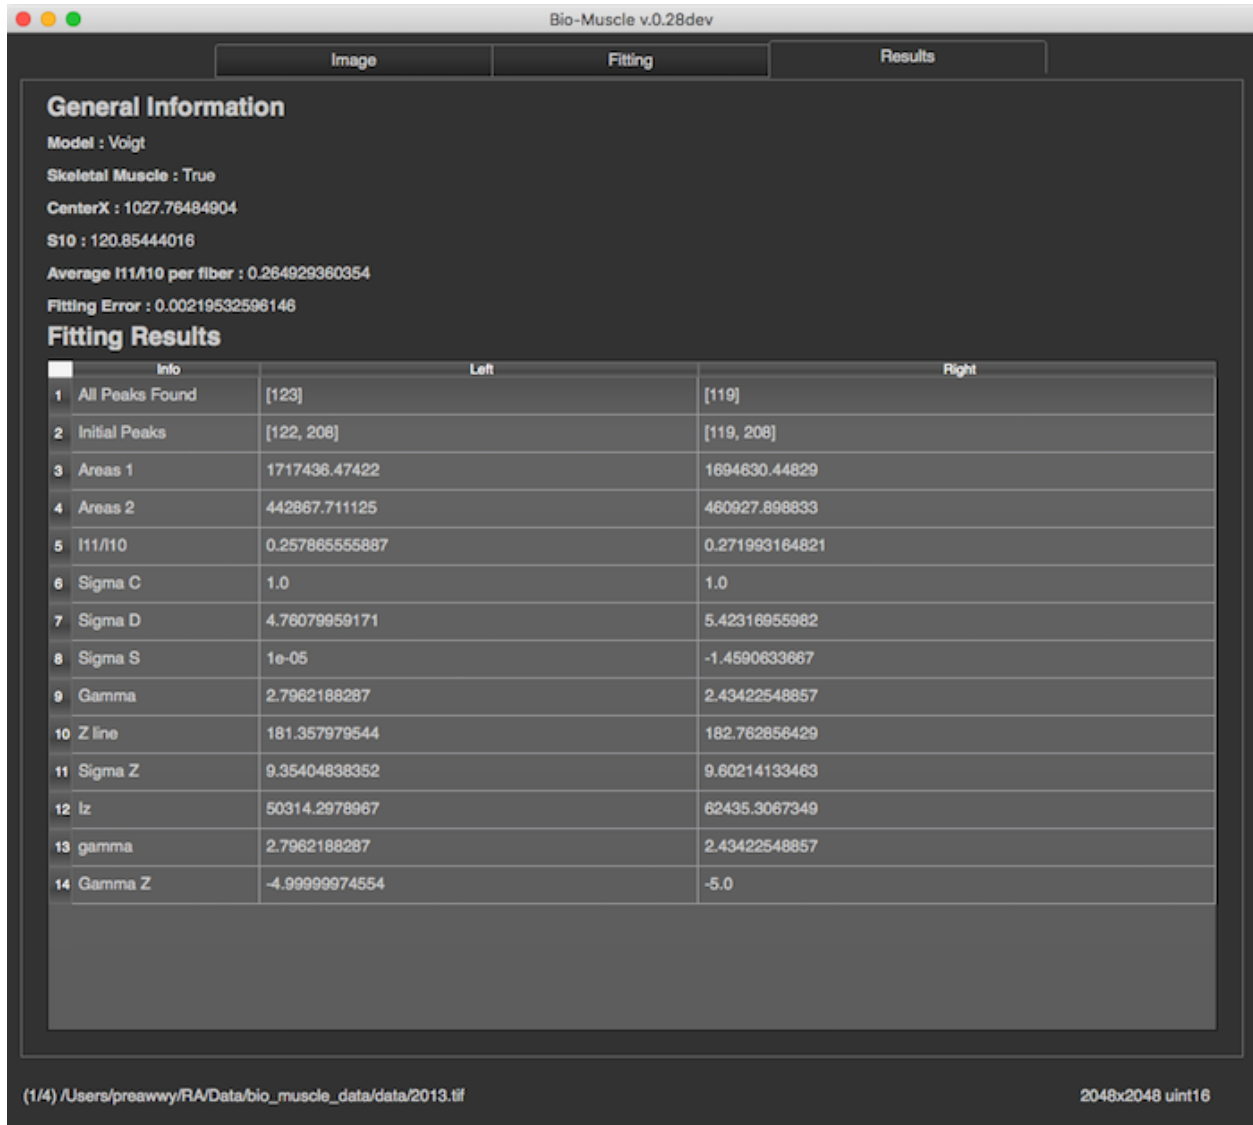 Bio-Muscle v.0.28dev
Image Fitting Results
General Information
Model : Voigt
Skeletal Muscle : True
CenterX : 1027.76484904
S10 : 120.85444016
Average I11/I10 per fiber : 0.264929360354
Fitting Error : 0.00219532596146
Fitting Results
Info Left Right
1 All Peaks Found [123] [119]
2 Initial Peaks [122, 208] [119, 208]
3 Areas 1 1717436.47422 1694630.44829
4 Areas 2 442867.711125 460927.898833
5 I11/I10 0.257865555887 0.271993164821
6 Sigma C 1.0 1.0
7 Sigma D 4.76079959171 5.42316955982
8 Sigma S 1e-05 -1.4590633667
9 Gamma 2.7962188287 2.43422548857
10 Z line 181.357979544 182.762856429
11 Sigma Z 9.35404838352 9.60214133463
12 Iz 50314.2978967 62435.3067349
13 gamma 2.7962188287 2.43422548857
14 Gamma Z -4.99999974554 -5.0
(1/4) /Users/preawwy/RA/Data/bio_muscle_data/data/2013.tif 2048x2048 uint16